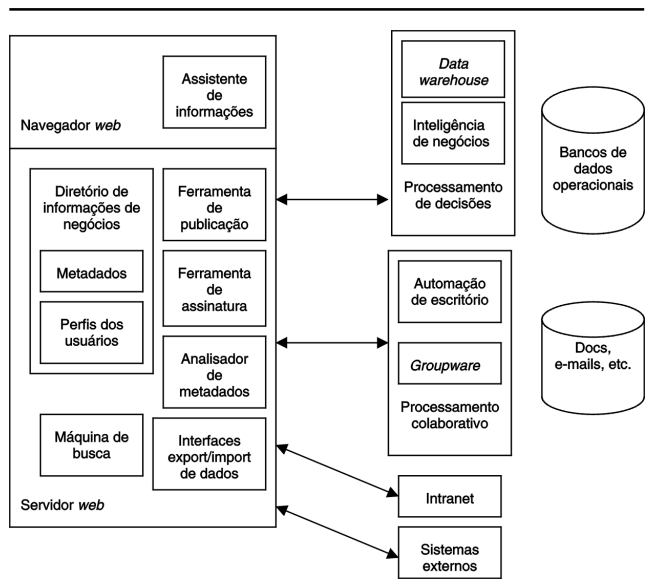 Assistente
de
informações
Navegador web
Diretório de
informações de
negócios
Metadados
Perfis dos
usuários
Ferramenta
de
publicação
Ferramenta
de
assinatura
Analisador
de
metadados
Máquina de
busca
Interfaces
export/import
de dados
Servidor web
Data
warehouse
Inteligência
de negócios
Processamento
de decisões
Automação
de escritório
Groupware
Processamento
colaborativo
Intranet
Sistemas
externos
Bancos de
dados
operacionais
Docs,
e-mails, etc.